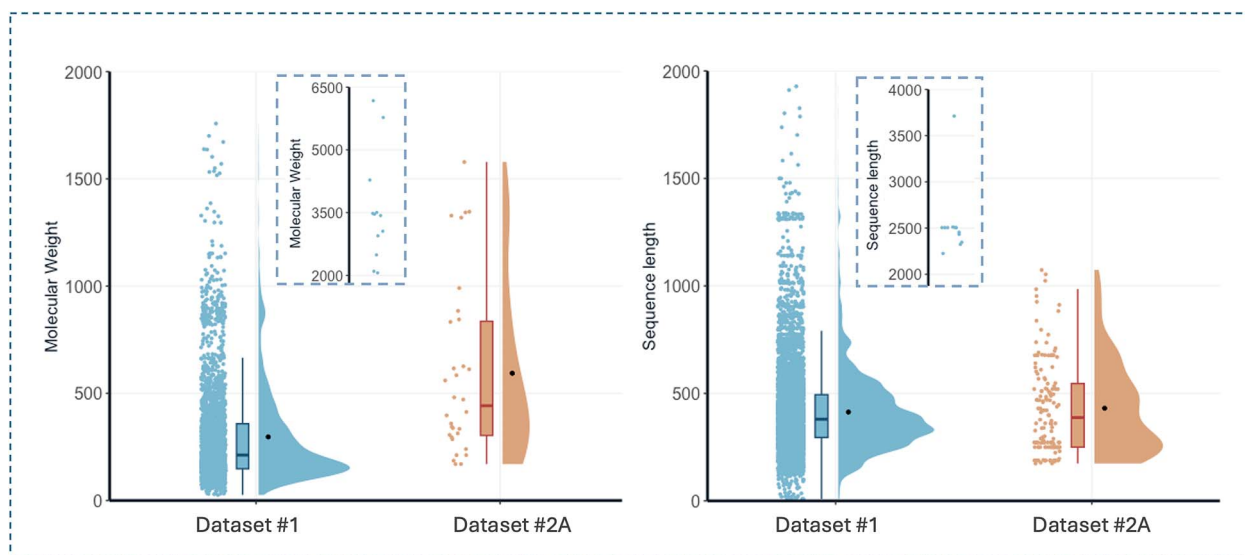 Molecular Weight
2000
1500
1000
500
0
Molecular Weight
6500
5000
3500
2000
Dataset #1
Dataset #2A
Sequence length
2000
1500
1000
500
0
Sequence length
4000
3500
3000
2500
2000
Dataset #1
Dataset #2A